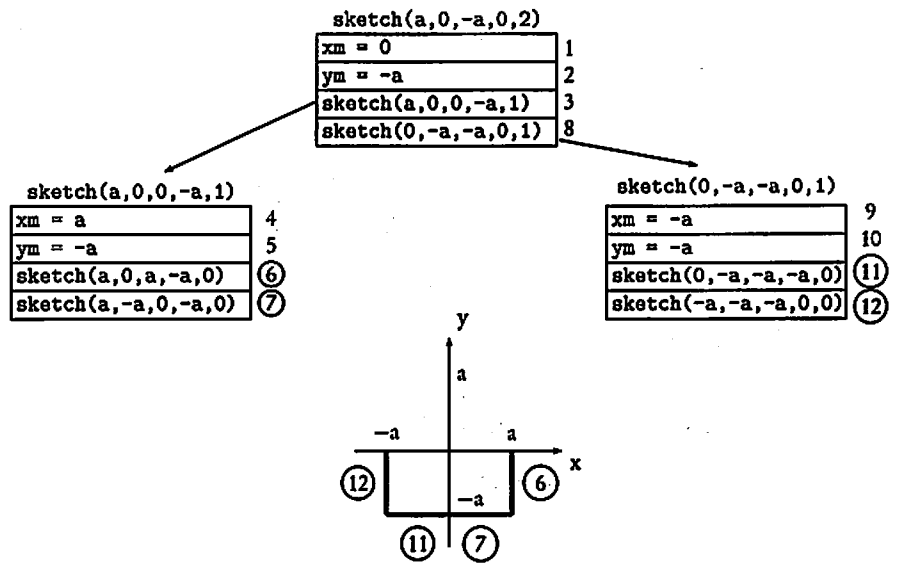 sketch(a,0,-a,0,2)
xm = 0 1
ym = -a 2
sketch(a,0,0,-a,1) 3
sketch(0,-a,-a,0,1) 8
sketch(a,0,0,-a,1)
xm = a 4
ym = -a 5
sketch(a,0,a,-a,0) 6
sketch(a,-a,0,-a,0) 7
sketch(0,-a,-a,0,1)
xm = -a 9
ym = -a 10
sketch(0,-a,-a,-a,0) 11
sketch(-a,-a,-a,0,0) 12
y
a
-a a
x
12 -a 6
11 7